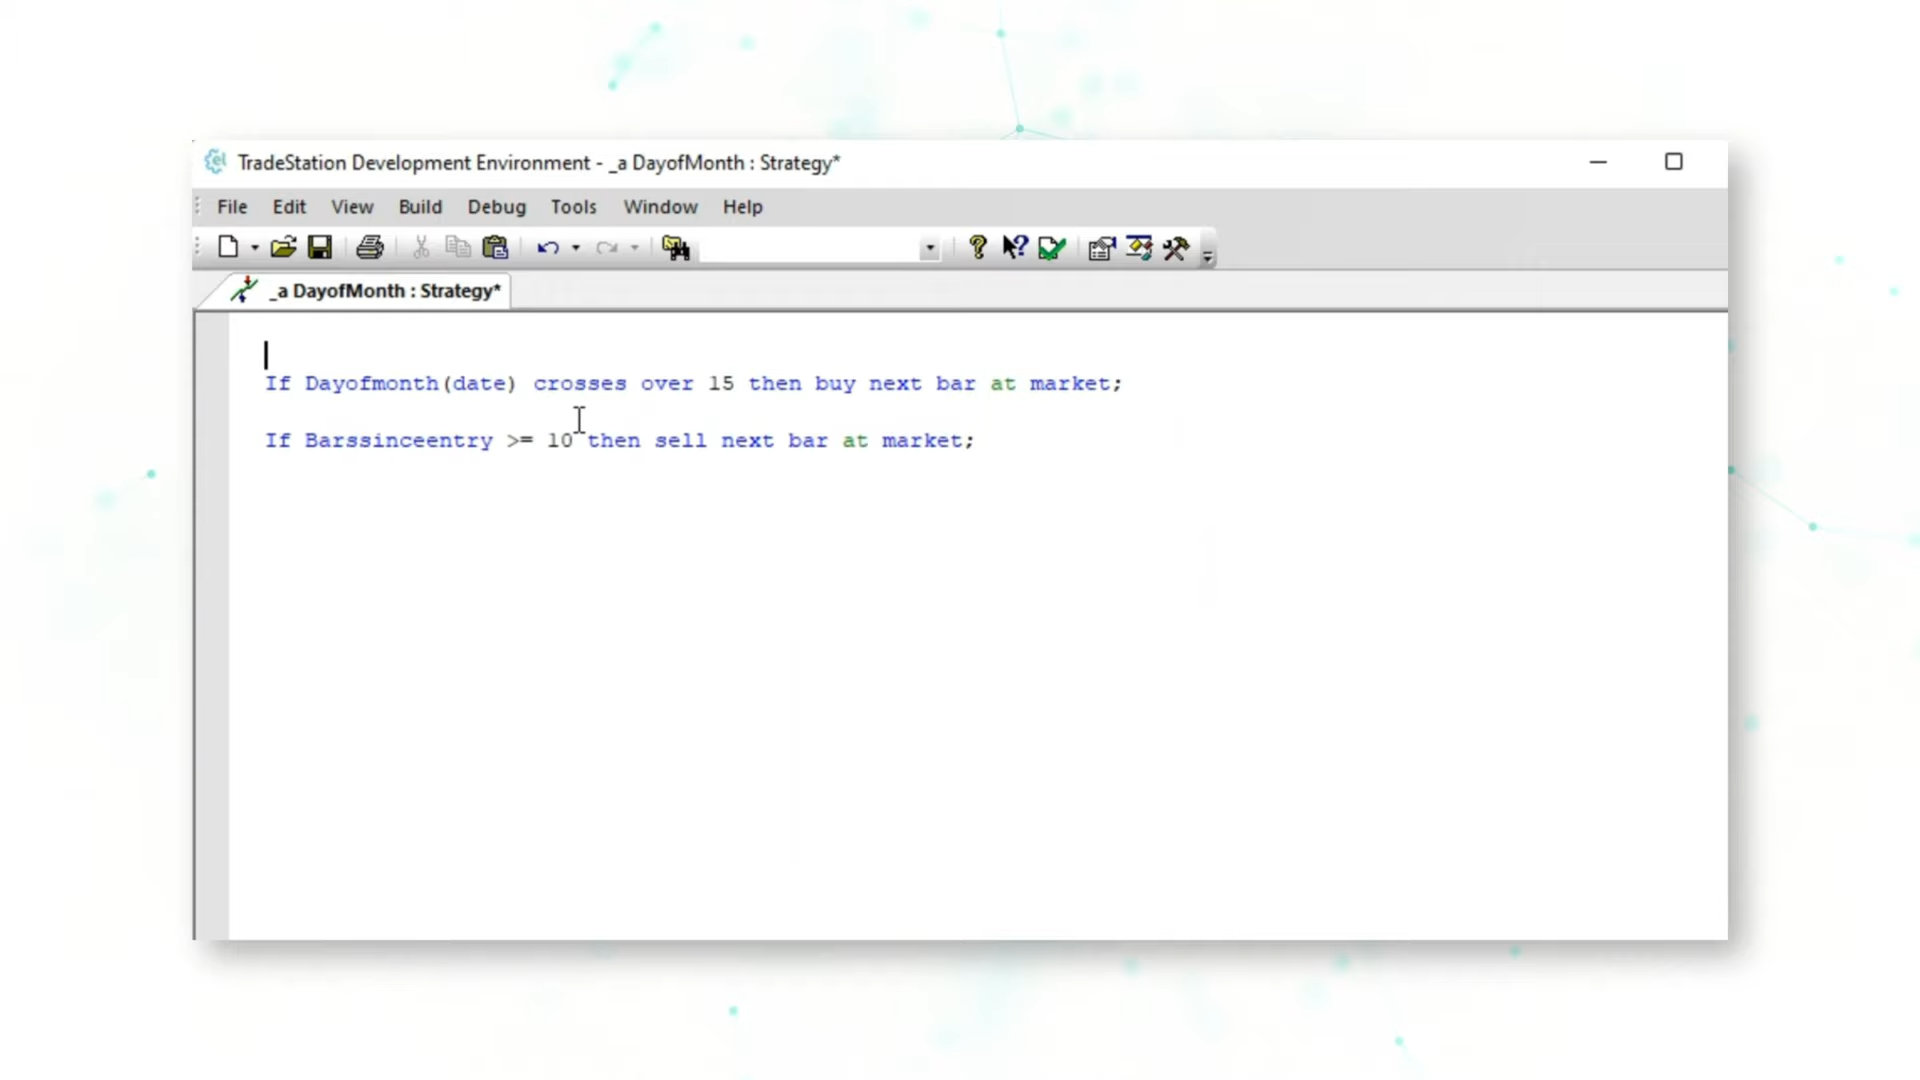 TradeStation Development Environment - _a DayofMonth : Strategy*
File Edit View Build Debug Tools Window Help
_a DayofMonth : Strategy*
If Dayofmonth(date) crosses over 15 then buy next bar at market;
If Barssinceentry >= 10 then sell next bar at market;